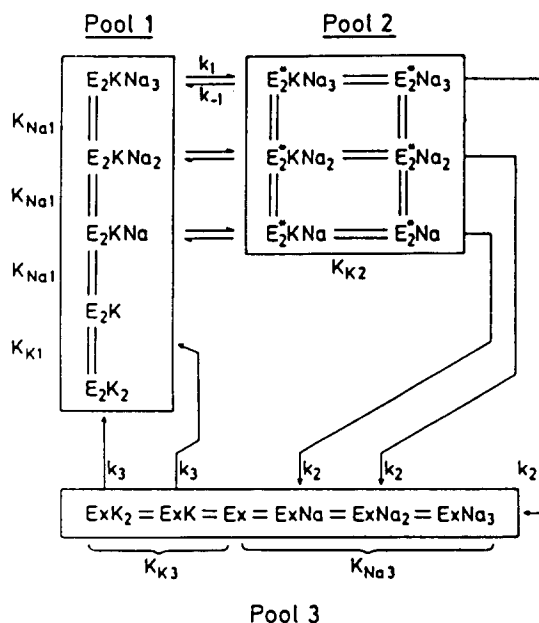 Pool 1 Pool 2
E₂KNa₃ k₁ k₋₁ E₂*KNa₃ E₂*Na₃
K_Na1
E₂KNa₂ E₂*KNa₂ E₂*Na₂
K_Na1
E₂KNa E₂*KNa E₂*Na
K_Na1 K_K2
E₂K
K_K1
E₂K₂
k₃ k₃ k₂ k₂ k₂
ExK₂ = ExK = Ex = ExNa = ExNa₂ = ExNa₃
K_K3 K_Na3
Pool 3